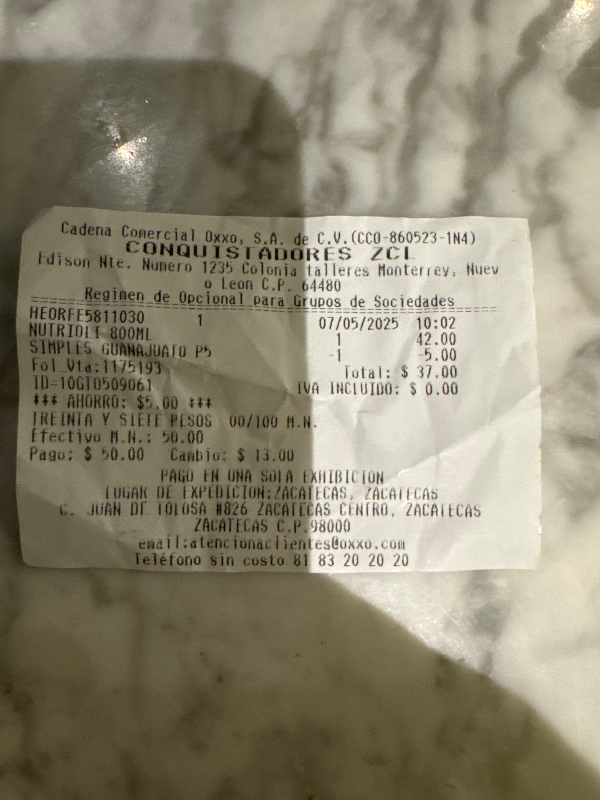 Cadena Comercial Oxxo, S.A. de C.V.(CCO-860523-1N4)
CONQUISTADORES ZCL
Edison Nte. Numero 1235 Colonia talleres Monterrey, Nuev
o Leon C.P. 64480
Regimen de Opcional para Grupos de Sociedades
HEORFE5811030 1 07/05/2025 10:02
NUTRIOLI 800ML 1 42.00
SIMPLES GUANAJUATO P5 -1 -5.00
Fol_Vta:1175193 Total: $ 37.00
ID=10GT0509061 IVA INCLUIDO: $ 0.00
*** AHORRO: $5.00 ***
TREINTA Y SIETE PESOS 00/100 M.N.
Efectivo M.N.: 50.00
Pago: $ 50.00 Cambio: $ 13.00
PAGO EN UNA SOLA EXHIBICION
LUGAR DE EXPEDICION:ZACATECAS, ZACATECAS
C. JUAN DE TOLOSA #826 ZACATECAS CENTRO, ZACATECAS
ZACATECAS C.P.98000
email:atencionaclientes@oxxo.com
Teléfono sin costo 81 83 20 20 20